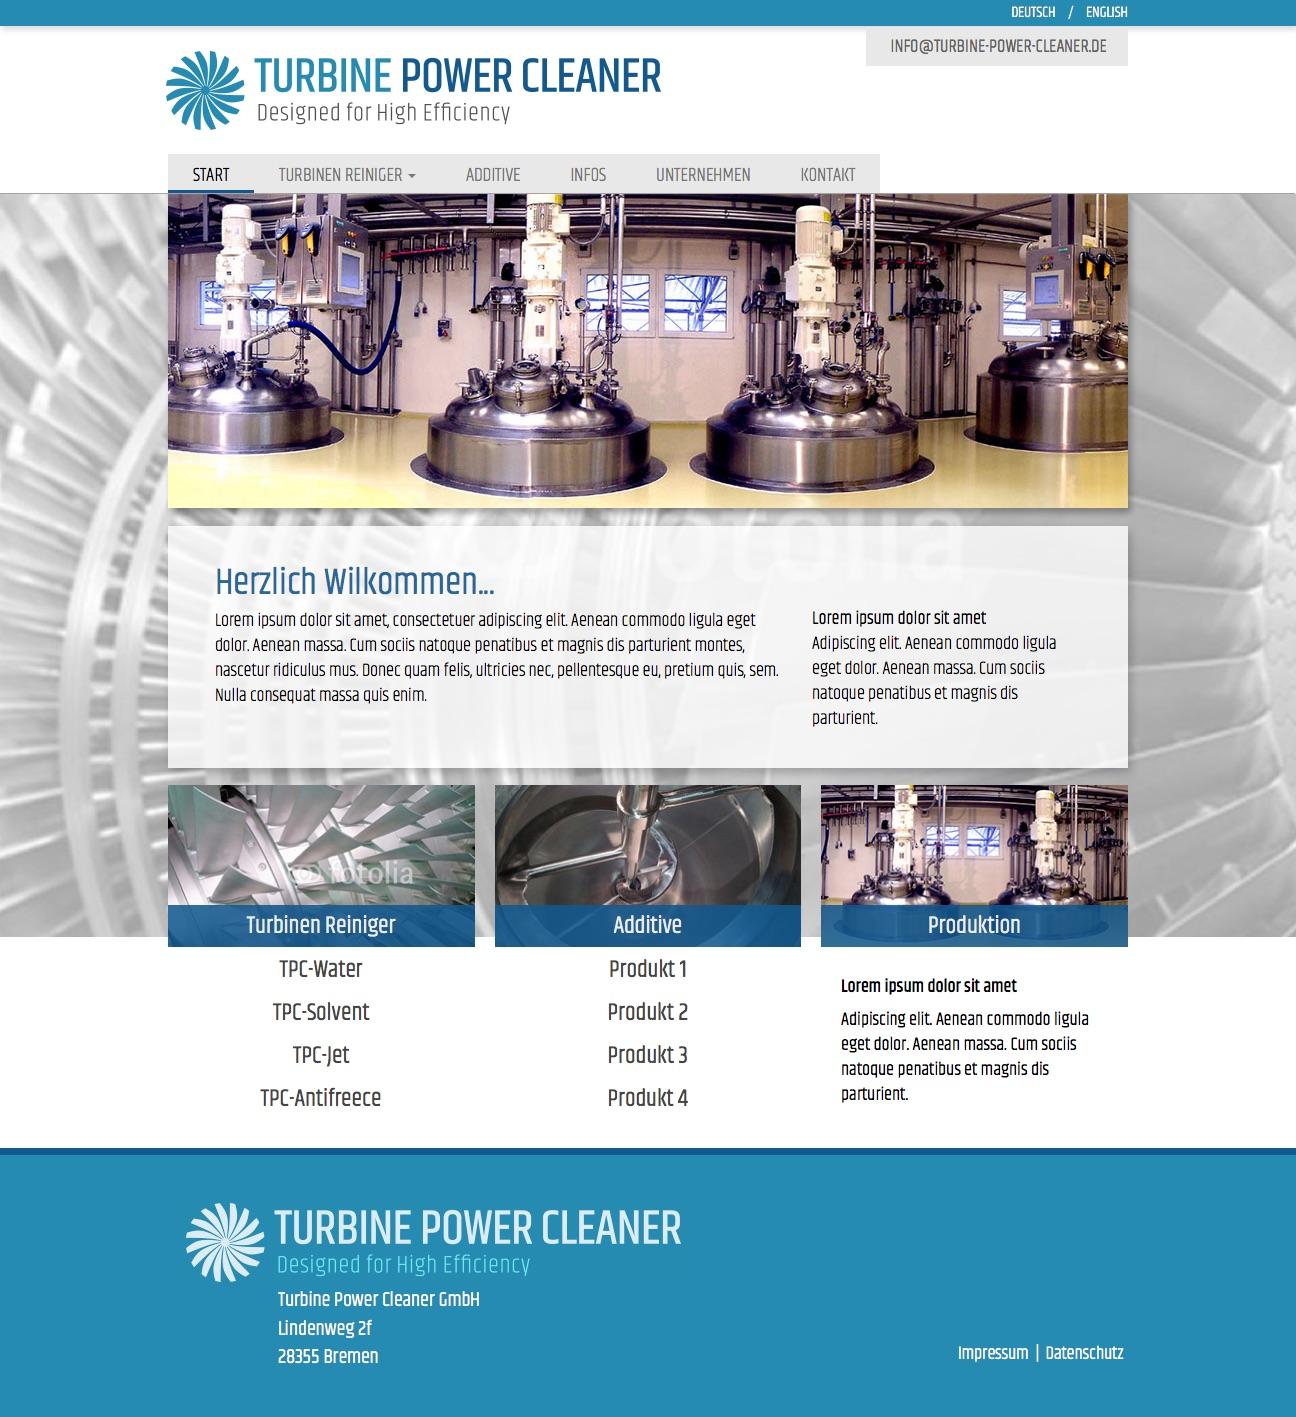 DEUTSCH / ENGLISH
INFO@TURBINE-POWER-CLEANER.DE
TURBINE POWER CLEANER
Designed for High Efficiency
START TURBINEN REINIGER ADDITIVE INFOS UNTERNEHMEN KONTAKT
fotolia
Herzlich Wilkommen...
Lorem ipsum dolor sit amet, consectetuer adipiscing elit. Aenean commodo ligula eget
dolor. Aenean massa. Cum sociis natoque penatibus et magnis dis parturient montes,
nascetur ridiculus mus. Donec quam felis, ultricies nec, pellentesque eu, pretium quis, sem.
Nulla consequat massa quis enim.
Lorem ipsum dolor sit amet
Adipiscing elit. Aenean commodo ligula
eget dolor. Aenean massa. Cum sociis
natoque penatibus et magnis dis
parturient.
© fotolia
Turbinen Reiniger
TPC-Water
TPC-Solvent
TPC-Jet
TPC-Antifreece
Additive
Produkt 1
Produkt 2
Produkt 3
Produkt 4
Produktion
Lorem ipsum dolor sit amet
Adipiscing elit. Aenean commodo ligula
eget dolor. Aenean massa. Cum sociis
natoque penatibus et magnis dis
parturient.
TURBINE POWER CLEANER
Designed for High Efficiency
Turbine Power Cleaner GmbH
Lindenweg 2f
28355 Bremen
Impressum | Datenschutz